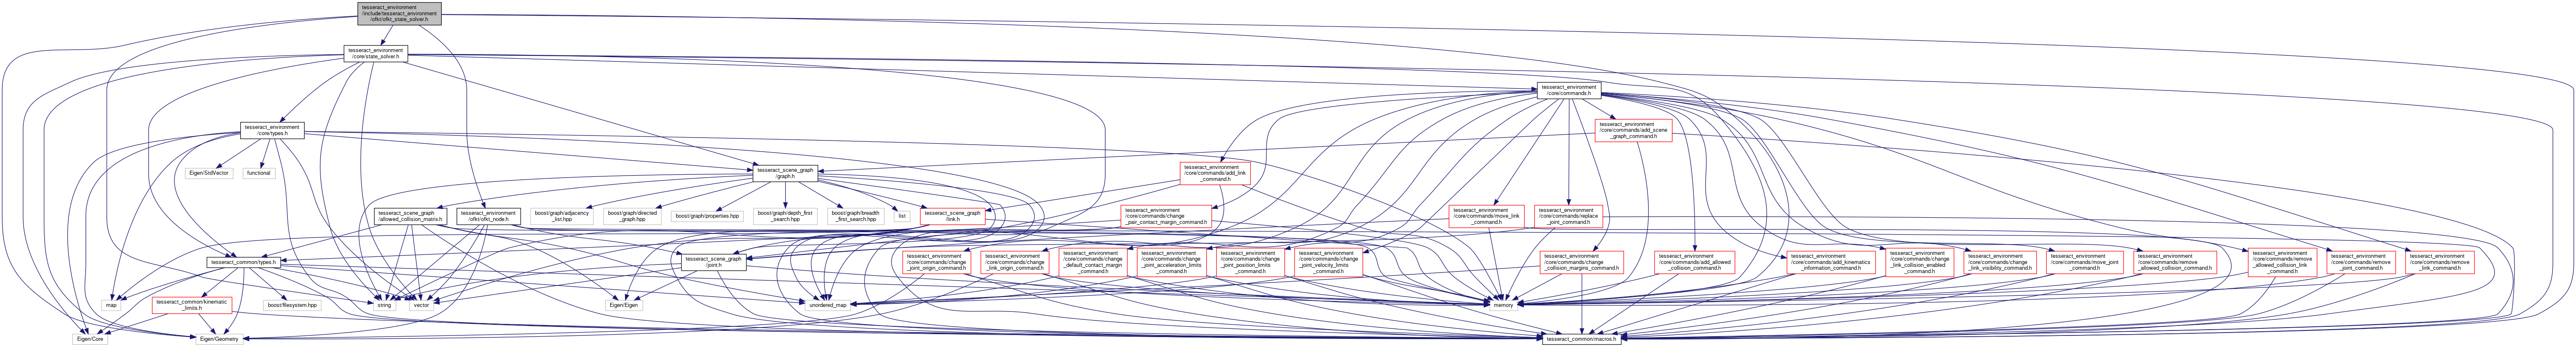 tesseract_environment
/include/tesseract_environment
/ofkt/ofkt_state_solver.h
tesseract_environment
/core/state_solver.h
tesseract_environment
/core/commands.h
tesseract_environment
/core/types.h
tesseract_environment
/core/commands/add_scene
_graph_command.h
Eigen/StdVector
functional
tesseract_scene_graph
/graph.h
tesseract_environment
/core/commands/add_link
_command.h
tesseract_scene_graph
/allowed_collision_matrix.h
tesseract_environment
/ofkt/ofkt_node.h
boost/graph/adjacency
_list.hpp
boost/graph/directed
_graph.hpp
boost/graph/properties.hpp
boost/graph/depth_first
_search.hpp
boost/graph/breadth
_first_search.hpp
list
tesseract_scene_graph
/link.h
tesseract_environment
/core/commands/change
_pair_contact_margin_command.h
tesseract_environment
/core/commands/move_link
_command.h
tesseract_environment
/core/commands/replace
_joint_command.h
tesseract_common/types.h
tesseract_scene_graph
/joint.h
tesseract_environment
/core/commands/change
_joint_origin_command.h
tesseract_environment
/core/commands/change
_link_origin_command.h
tesseract_environment
/core/commands/change
_default_contact_margin
_command.h
tesseract_environment
/core/commands/change
_joint_acceleration_limits
_command.h
tesseract_environment
/core/commands/change
_joint_position_limits
_command.h
tesseract_environment
/core/commands/change
_joint_velocity_limits
_command.h
tesseract_environment
/core/commands/change
_collision_margins_command.h
tesseract_environment
/core/commands/add_allowed
_collision_command.h
tesseract_environment
/core/commands/add_kinematics
_information_command.h
tesseract_environment
/core/commands/change
_link_collision_enabled
_command.h
tesseract_environment
/core/commands/change
_link_visibility_command.h
tesseract_environment
/core/commands/move_joint
_command.h
tesseract_environment
/core/commands/remove
_allowed_collision_command.h
tesseract_environment
/core/commands/remove
_allowed_collision_link
_command.h
tesseract_environment
/core/commands/remove
_joint_command.h
tesseract_environment
/core/commands/remove
_link_command.h
map
tesseract_common/kinematic
_limits.h
boost/filesystem.hpp
string
vector
Eigen/Eigen
unordered_map
memory
Eigen/Core
Eigen/Geometry
tesseract_common/macros.h